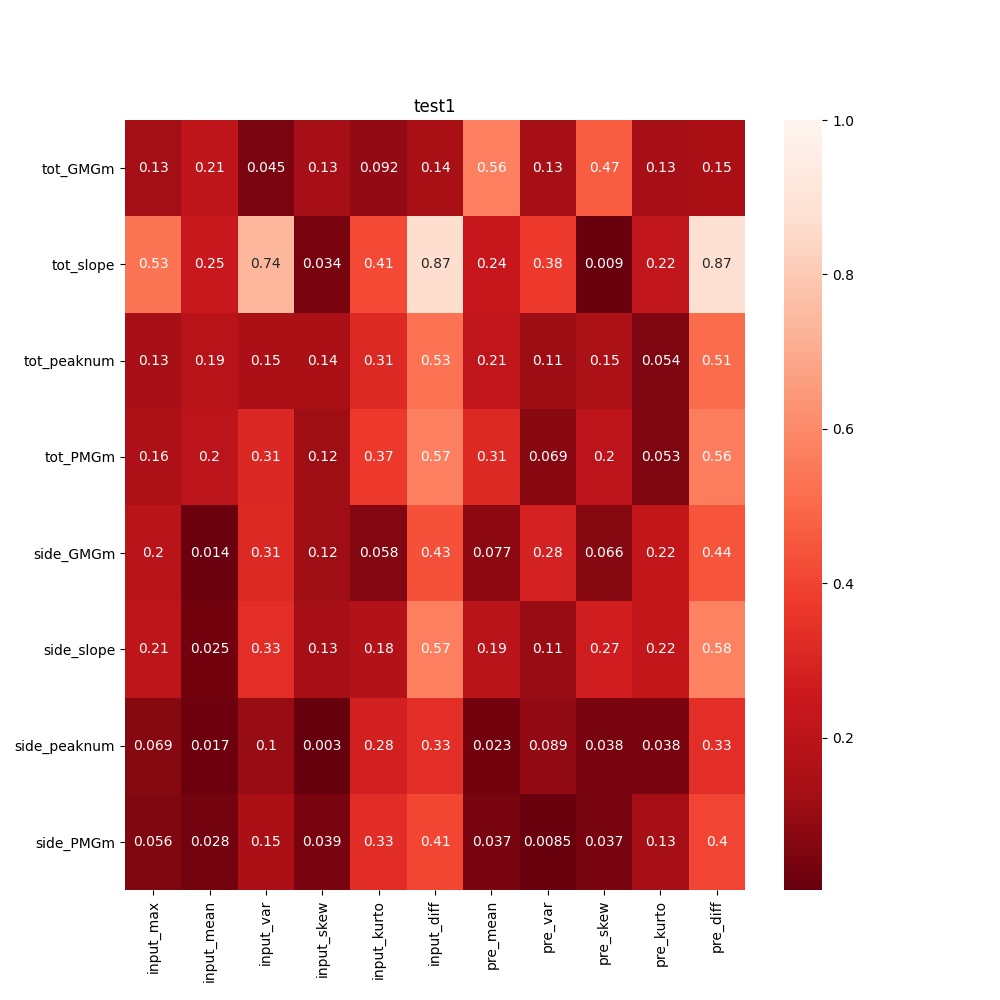 test1
tot_GMGm 0.13 0.21 0.045 0.13 0.092 0.14 0.56 0.13 0.47 0.13 0.15
tot_slope 0.53 0.25 0.74 0.034 0.41 0.87 0.24 0.38 0.009 0.22 0.87
tot_peaknum 0.13 0.19 0.15 0.14 0.31 0.53 0.21 0.11 0.15 0.054 0.51
tot_PMGm 0.16 0.2 0.31 0.12 0.37 0.57 0.31 0.069 0.2 0.053 0.56
side_GMGm 0.2 0.014 0.31 0.12 0.058 0.43 0.077 0.28 0.066 0.22 0.44
side_slope 0.21 0.025 0.33 0.13 0.18 0.57 0.19 0.11 0.27 0.22 0.58
side_peaknum 0.069 0.017 0.1 0.003 0.28 0.33 0.023 0.089 0.038 0.038 0.33
side_PMGm 0.056 0.028 0.15 0.039 0.33 0.41 0.037 0.0085 0.037 0.13 0.4
input_max input_mean input_var input_skew input_kurto input_diff pre_mean pre_var pre_skew pre_kurto pre_diff
1.0
0.8
0.6
0.4
0.2